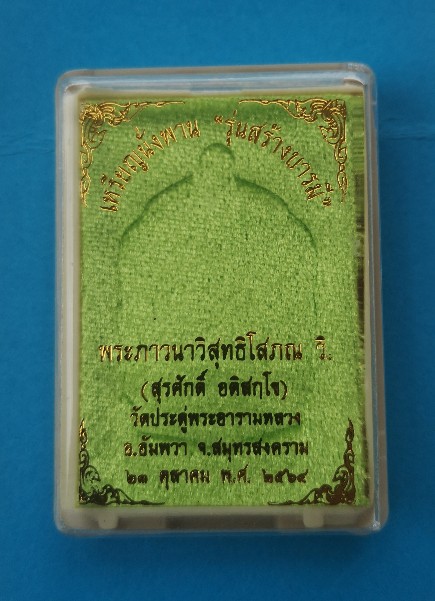 เหรียญนั่งพาน "รุ่นสร้างบารมี"
พระภาวนาวิสุทธิโสภณ วิ.
(สุรศักดิ์ อติสกฺโข)
วัดประดู่พระอารามหลวง
อ.อัมพวา จ.สมุทรสงคราม
๒๓ ตุลาคม พ.ศ. ๒๕๖๔